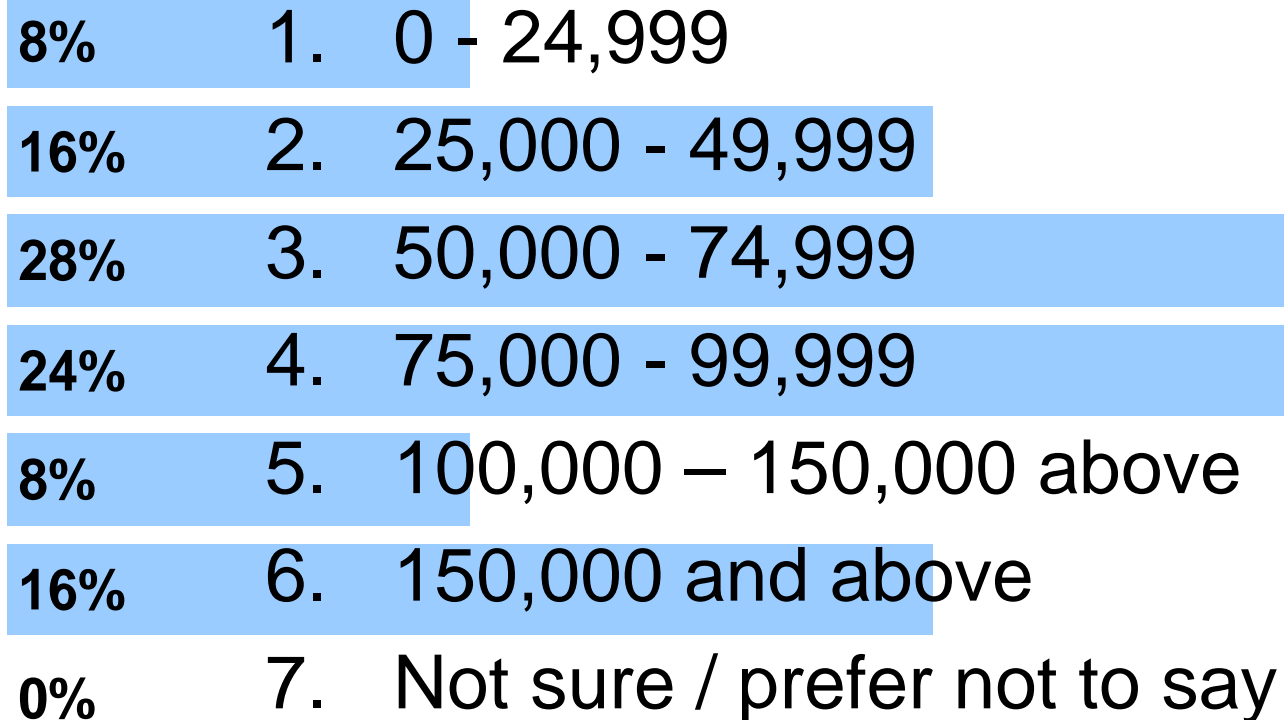 8% 1. 0 - 24,999
16% 2. 25,000 - 49,999
28% 3. 50,000 - 74,999
24% 4. 75,000 - 99,999
8% 5. 100,000 – 150,000 above
16% 6. 150,000 and above
0% 7. Not sure / prefer not to say